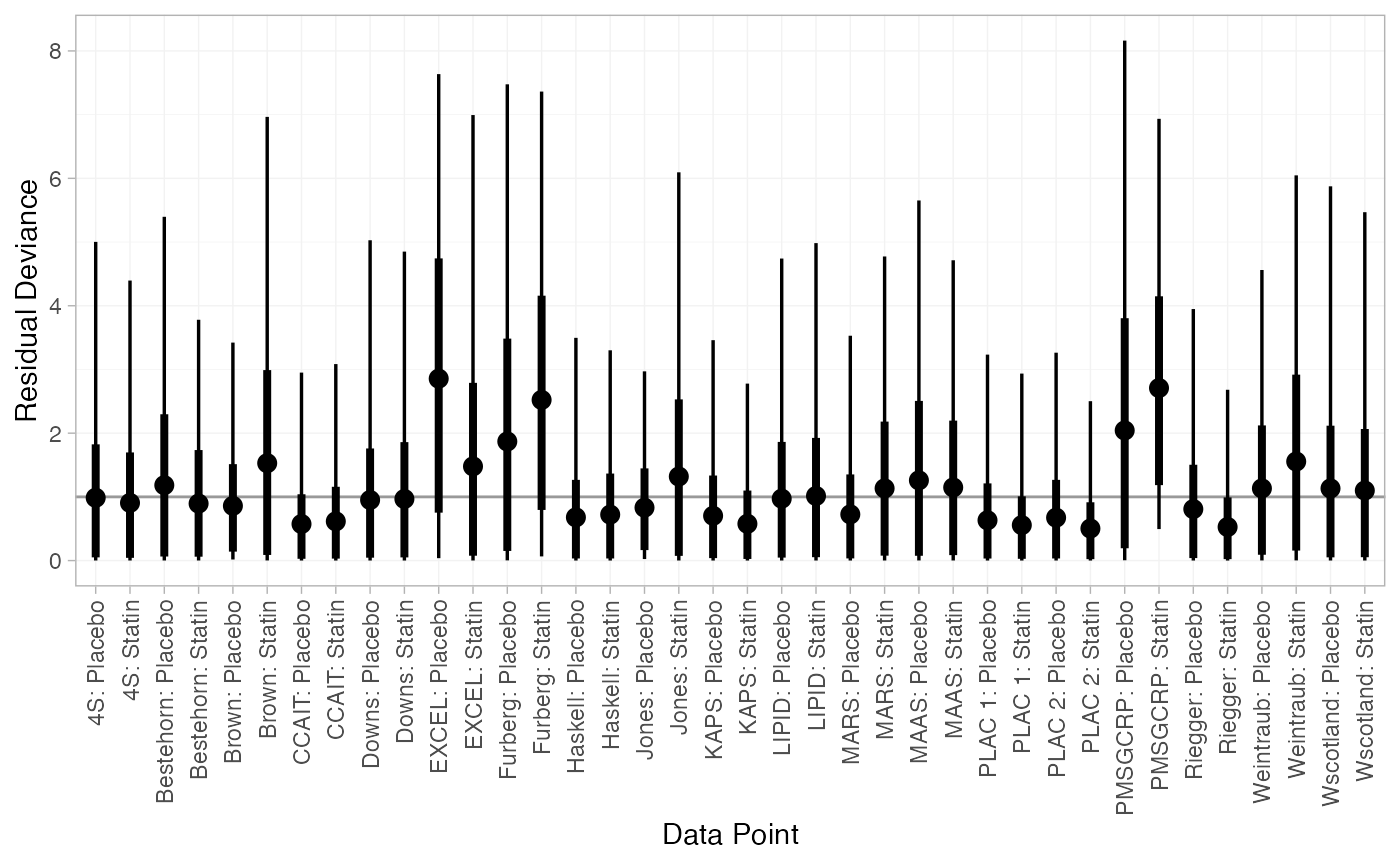 Residual Deviance
8
6
4
2
0
4S: Placebo
4S: Statin
Bestehorn: Placebo
Bestehorn: Statin
Brown: Placebo
Brown: Statin
CCAIT: Placebo
CCAIT: Statin
Downs: Placebo
Downs: Statin
EXCEL: Placebo
EXCEL: Statin
Furberg: Placebo
Furberg: Statin
Haskell: Placebo
Haskell: Statin
Jones: Placebo
Jones: Statin
KAPS: Placebo
KAPS: Statin
LIPID: Placebo
LIPID: Statin
MARS: Placebo
MARS: Statin
MAAS: Placebo
MAAS: Statin
PLAC 1: Placebo
PLAC 1: Statin
PLAC 2: Placebo
PLAC 2: Statin
PMSGCRP: Placebo
PMSGCRP: Statin
Riegger: Placebo
Riegger: Statin
Weintraub: Placebo
Weintraub: Statin
Wscotland: Placebo
Wscotland: Statin
Data Point